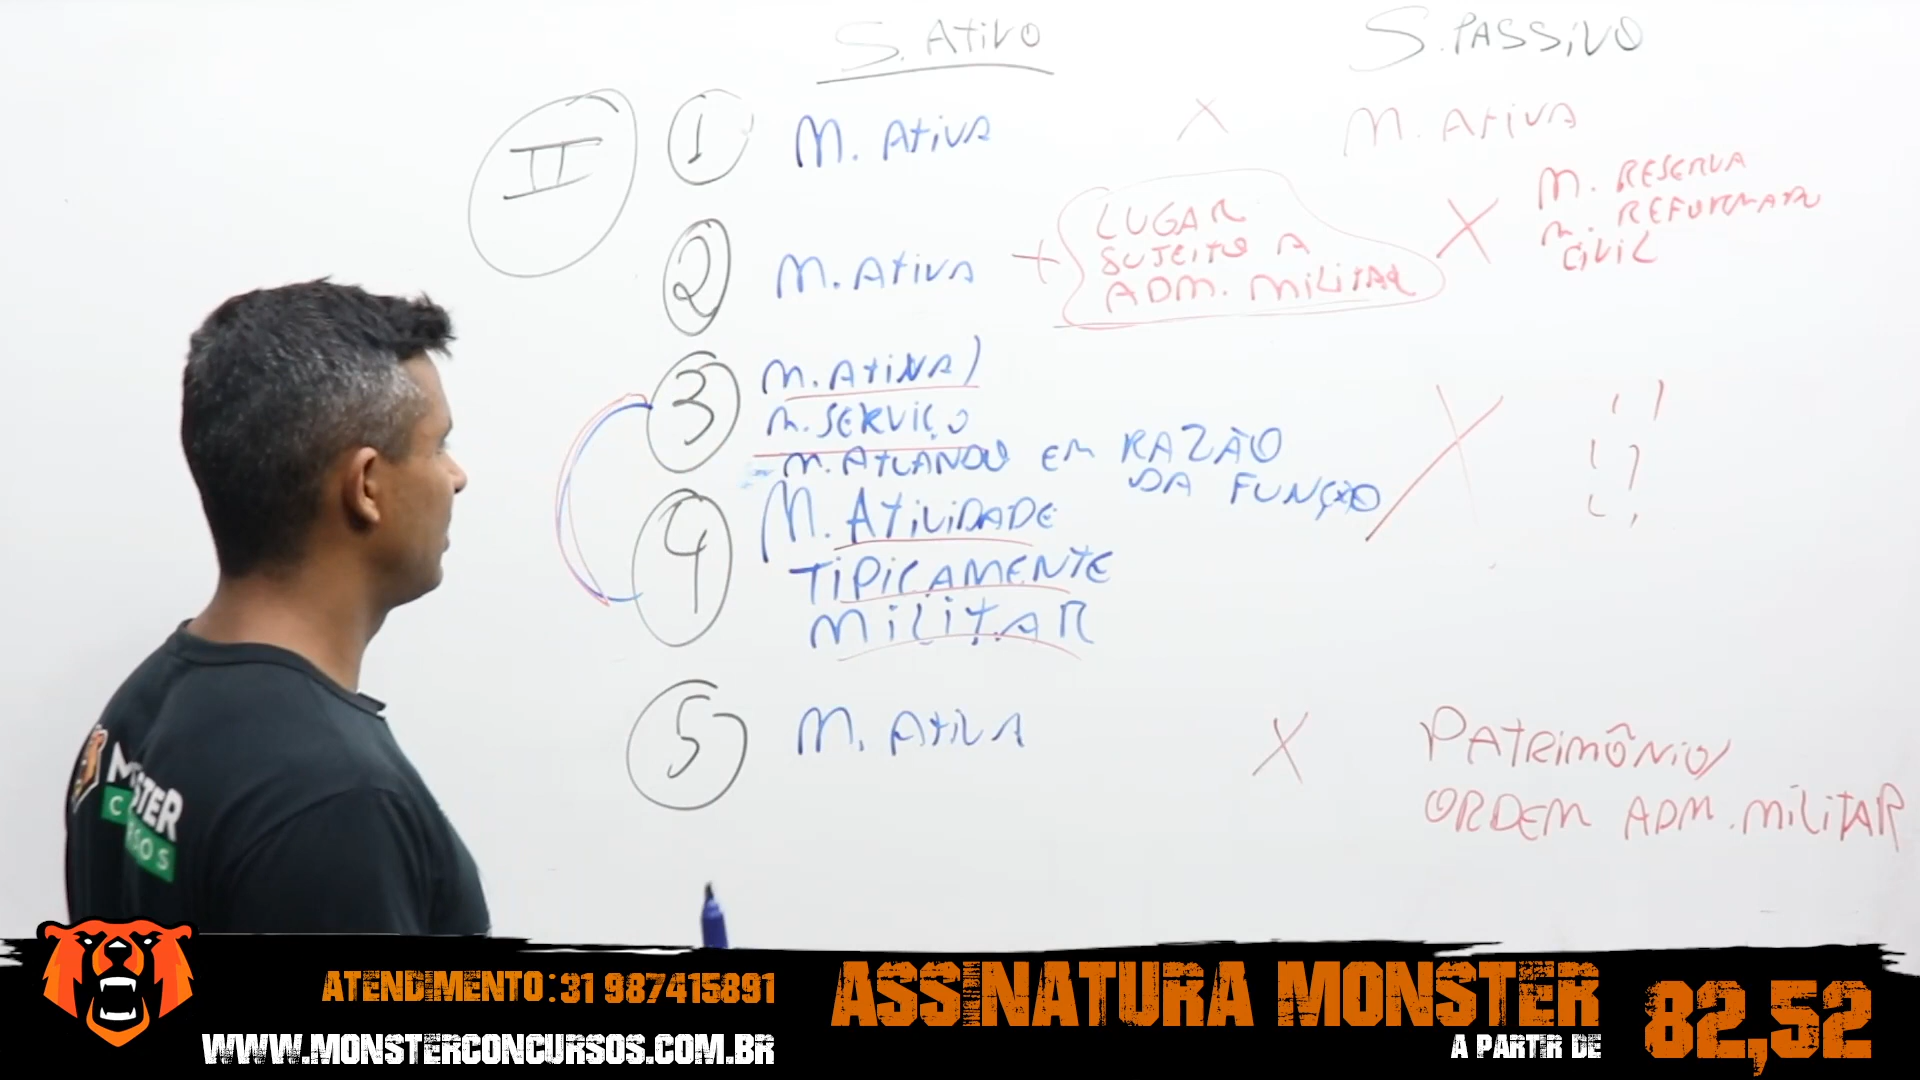 S. ATIVO
S. PASSIVO
II
1
M. ATIVA
X
M. ATIVA
2
M. ATIVA
+
LUGAR
SUJEITO A
ADM. MILITAR
X
M. RESERVA
M. REFORMADO
CIVIL
3
M. ATIVA/
M. SERVIÇO
M. ATUANDO EM RAZÃO
DA FUNÇÃO
X
4
M. ATIVIDADE
TIPICAMENTE
MILITAR
5
M. ATIVA
X
PATRIMÔNIO/
ORDEM ADM. MILITAR
MONSTER
ATENDIMENTO: 31 987415891
WWW.MONSTERCONCURSOS.COM.BR
ASSINATURA MONSTER
A PARTIR DE
82,52